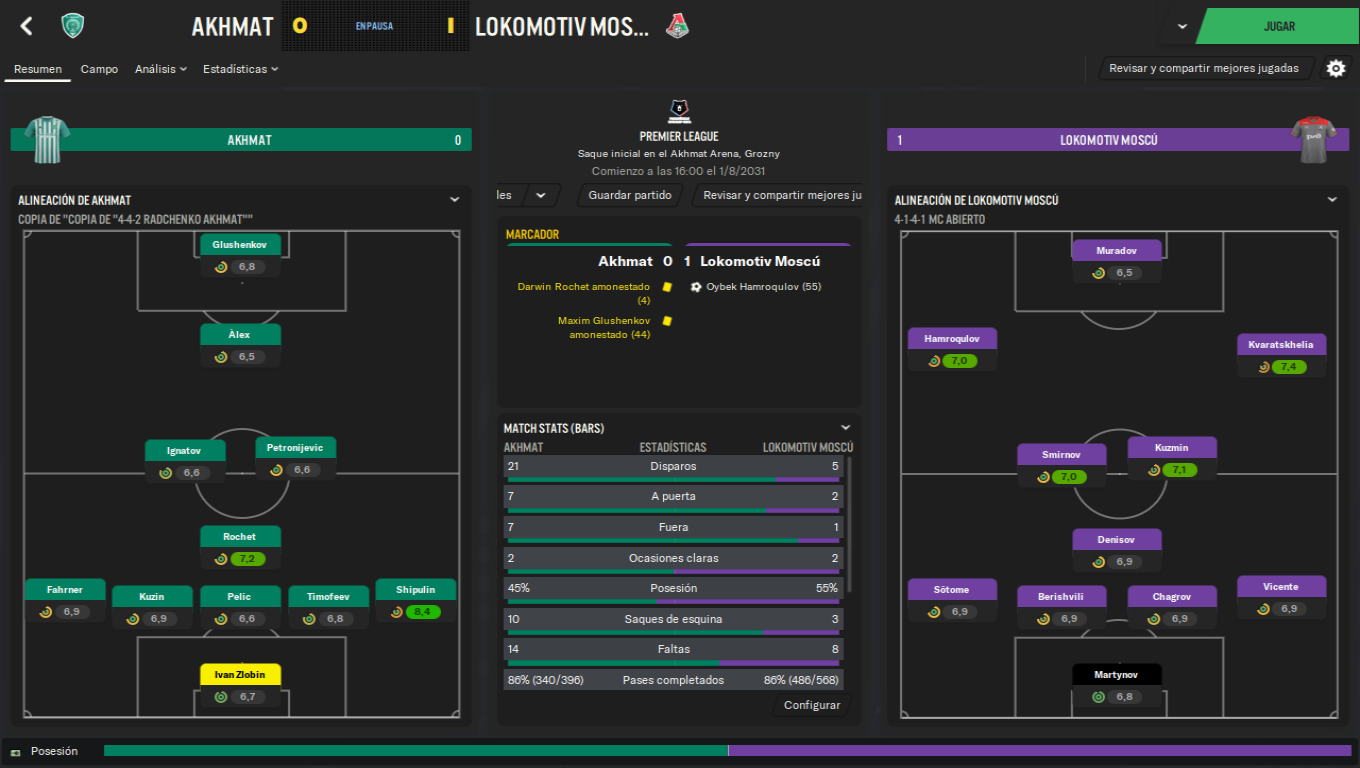 AKHMAT 0 EN PAUSA 1 LOKOMOTIV MOS...
JUGAR
Resumen Campo Análisis Estadísticas
Revisar y compartir mejores jugadas
AKHMAT 0
PREMIER LEAGUE
Saque inicial en el Akhmat Arena, Grozny
Comienzo a las 16:00 el 1/8/2031
les Guardar partido Revisar y compartir mejores ju
1 LOKOMOTIV MOSCÚ
ALINEACIÓN DE AKHMAT
COPIA DE "COPIA DE "4-4-2 RADCHENKO AKHMAT""
Glushenkov
6,8
Àlex
6,5
Ignatov
6,6
Petronijevic
6,6
Rochet
7,2
Fahrner
6,9
Kuzin
6,9
Pelic
6,6
Timofeev
6,8
Shipulin
8,4
Ivan Zlobin
6,7
MARCADOR
Akhmat 0 1 Lokomotiv Moscú
Darwin Rochet amonestado
(4)
Maxim Glushenkov
amonestado (44)
Oybek Hamroqulov (55)
MATCH STATS (BARS)
AKHMAT ESTADÍSTICAS LOKOMOTIV MOSCÚ
21 Disparos 5
7 A puerta 2
7 Fuera 1
2 Ocasiones claras 2
45% Posesión 55%
10 Saques de esquina 3
14 Faltas 8
86% (340/396) Pases completados 86% (486/568)
Configurar
ALINEACIÓN DE LOKOMOTIV MOSCÚ
4-1-4-1 MC ABIERTO
Muradov
6,5
Hamroqulov
7,0
Kvaratskhelia
7,4
Smirnov
7,0
Kuzmin
7,1
Denisov
6,9
Sötome
6,9
Berishvili
6,9
Chagrov
6,9
Vicente
6,9
Martynov
6,8
Posesión